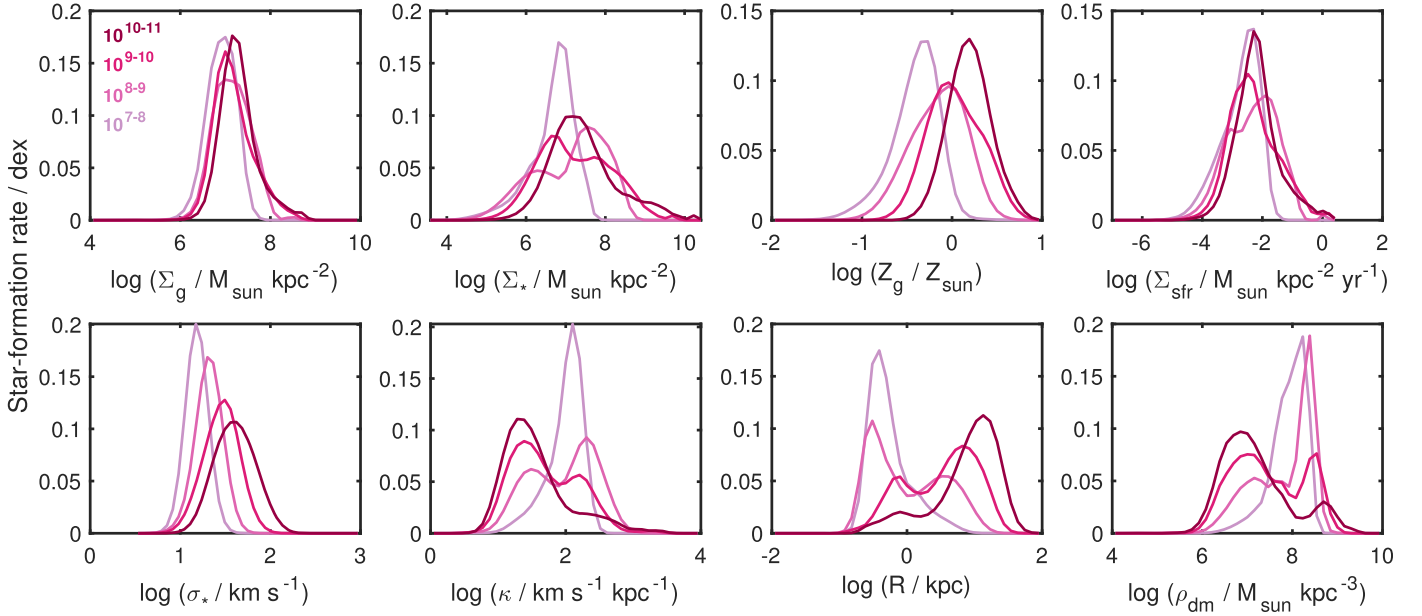 Star-formation rate / dex
0.2 0.15 0.1 0.05 0
10^10-11
10^9-10
10^8-9
10^7-8
4 6 8 10
log (Σ_g / M_sun kpc^-2)
0.2 0.15 0.1 0.05 0
4 6 8 10
log (Σ_* / M_sun kpc^-2)
0.15 0.1 0.05 0
-2 -1 0 1
log (Z_g / Z_sun)
0.15 0.1 0.05 0
-6 -4 -2 0 2
log (Σ_sfr / M_sun kpc^-2 yr^-1)
0.2 0.15 0.1 0.05 0
0 1 2 3
log (σ_* / km s^-1)
0.2 0.15 0.1 0.05 0
0 2 4
log (κ / km s^-1 kpc^-1)
0.2 0.15 0.1 0.05 0
-2 0 2
log (R / kpc)
0.2 0.15 0.1 0.05 0
4 6 8 10
log (ρ_dm / M_sun kpc^-3)